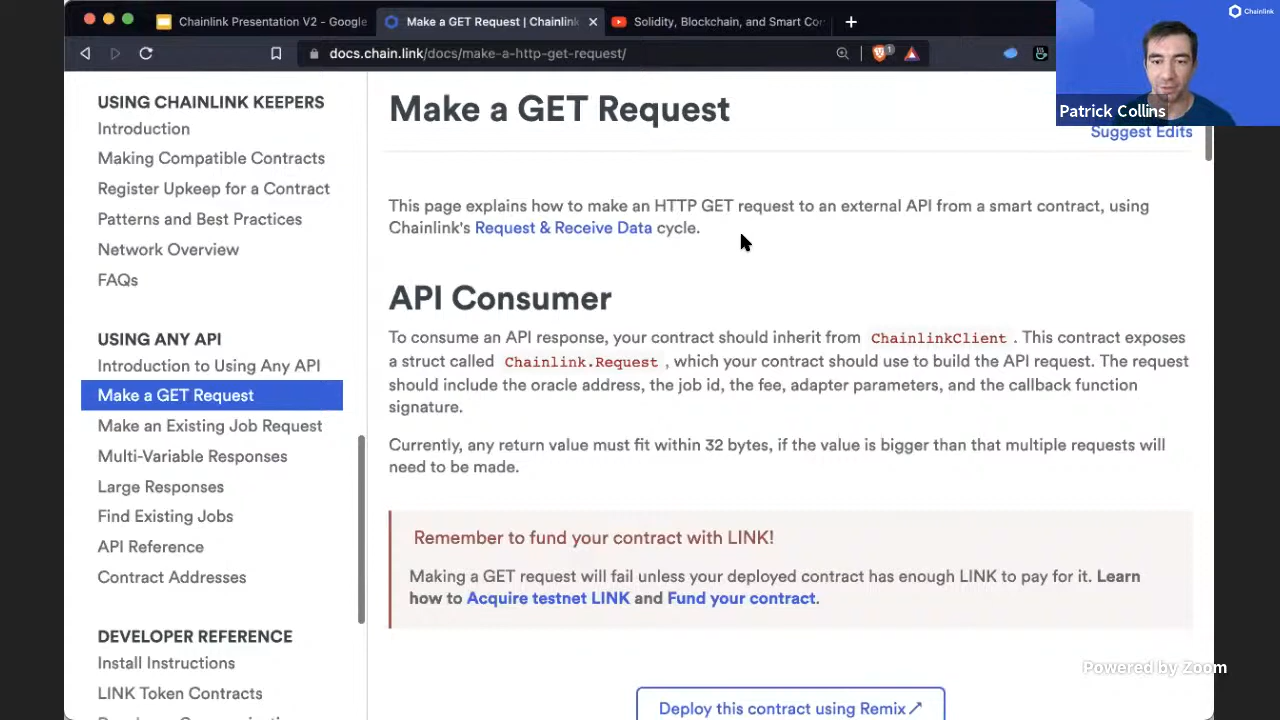 Chainlink Presentation V2 - Google
Make a GET Request | Chainlink
Solidity, Blockchain, and Smart Co
Chainlink
docs.chain.link/docs/make-a-http-get-request/
1
Patrick Collins
USING CHAINLINK KEEPERS
Introduction
Making Compatible Contracts
Register Upkeep for a Contract
Patterns and Best Practices
Network Overview
FAQs
USING ANY API
Introduction to Using Any API
Make a GET Request
Make an Existing Job Request
Multi-Variable Responses
Large Responses
Find Existing Jobs
API Reference
Contract Addresses
DEVELOPER REFERENCE
Install Instructions
LINK Token Contracts
Make a GET Request
Suggest Edits
This page explains how to make an HTTP GET request to an external API from a smart contract, using
Chainlink's Request & Receive Data cycle.
API Consumer
To consume an API response, your contract should inherit from ChainlinkClient . This contract exposes
a struct called Chainlink.Request , which your contract should use to build the API request. The request
should include the oracle address, the job id, the fee, adapter parameters, and the callback function
signature.
Currently, any return value must fit within 32 bytes, if the value is bigger than that multiple requests will
need to be made.
Remember to fund your contract with LINK!
Making a GET request will fail unless your deployed contract has enough LINK to pay for it. Learn
how to Acquire testnet LINK and Fund your contract.
Deploy this contract using Remix
Powered by Zoom